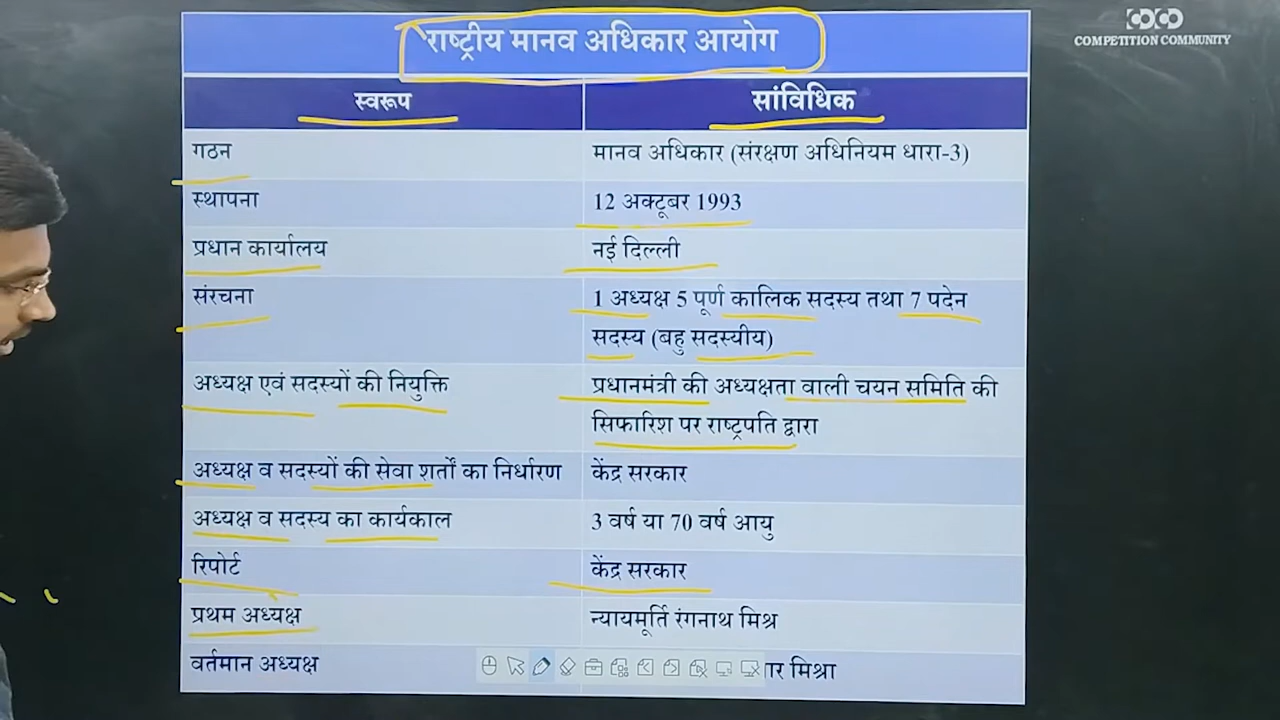 राष्ट्रीय मानव अधिकार आयोग
COMPETITION COMMUNITY
स्वरूप सांविधिक
गठन मानव अधिकार (संरक्षण अधिनियम धारा-3)
स्थापना 12 अक्टूबर 1993
प्रधान कार्यालय नई दिल्ली
संरचना 1 अध्यक्ष 5 पूर्ण कालिक सदस्य तथा 7 पदेन
सदस्य (बहु सदस्यीय)
अध्यक्ष एवं सदस्यों की नियुक्ति प्रधानमंत्री की अध्यक्षता वाली चयन समिति की
सिफारिश पर राष्ट्रपति द्वारा
अध्यक्ष व सदस्यों की सेवा शर्तों का निर्धारण केंद्र सरकार
अध्यक्ष व सदस्य का कार्यकाल 3 वर्ष या 70 वर्ष आयु
रिपोर्ट केंद्र सरकार
प्रथम अध्यक्ष न्यायमूर्ति रंगनाथ मिश्र
वर्तमान अध्यक्ष मिश्रा